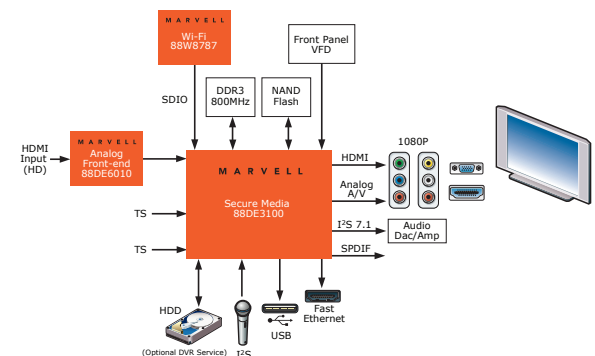 MARVELL
Wi-Fi
88W8787
Front Panel
VFD
SDIO
DDR3
800MHz
NAND
Flash
HDMI
Input
(HD)
MARVELL
Analog
Front-end
88DE6010
MARVELL
Secure Media
88DE3100
TS
TS
HDMI
Analog
A/V
I²S 7.1
SPDIF
1080P
Audio
Dac/Amp
HDD
(Optional DVR Service)
I²S
USB
Fast
Ethernet